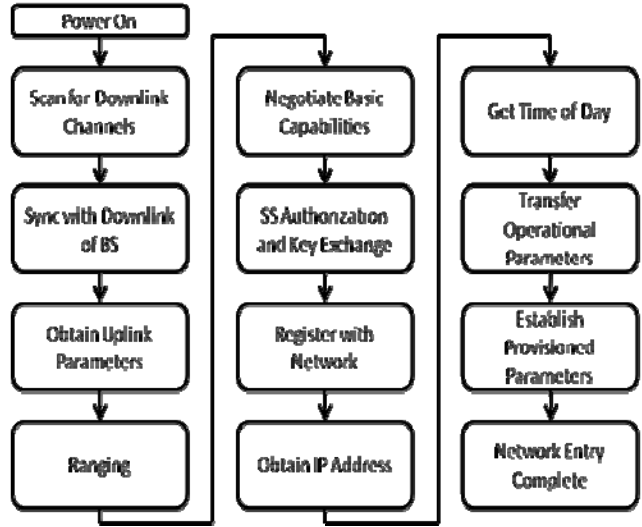 Power On
Scan for Downlink
Channels
Sync with Downlink
of BS
Obtain Uplink
Parameters
Ranging
Negotiate Basic
Capabilities
SS Authorization
and Key Exchange
Register with
Network
Obtain IP Address
Get Time of Day
Transfer
Operational
Parameters
Establish
Provisioned
Parameters
Network Entry
Complete